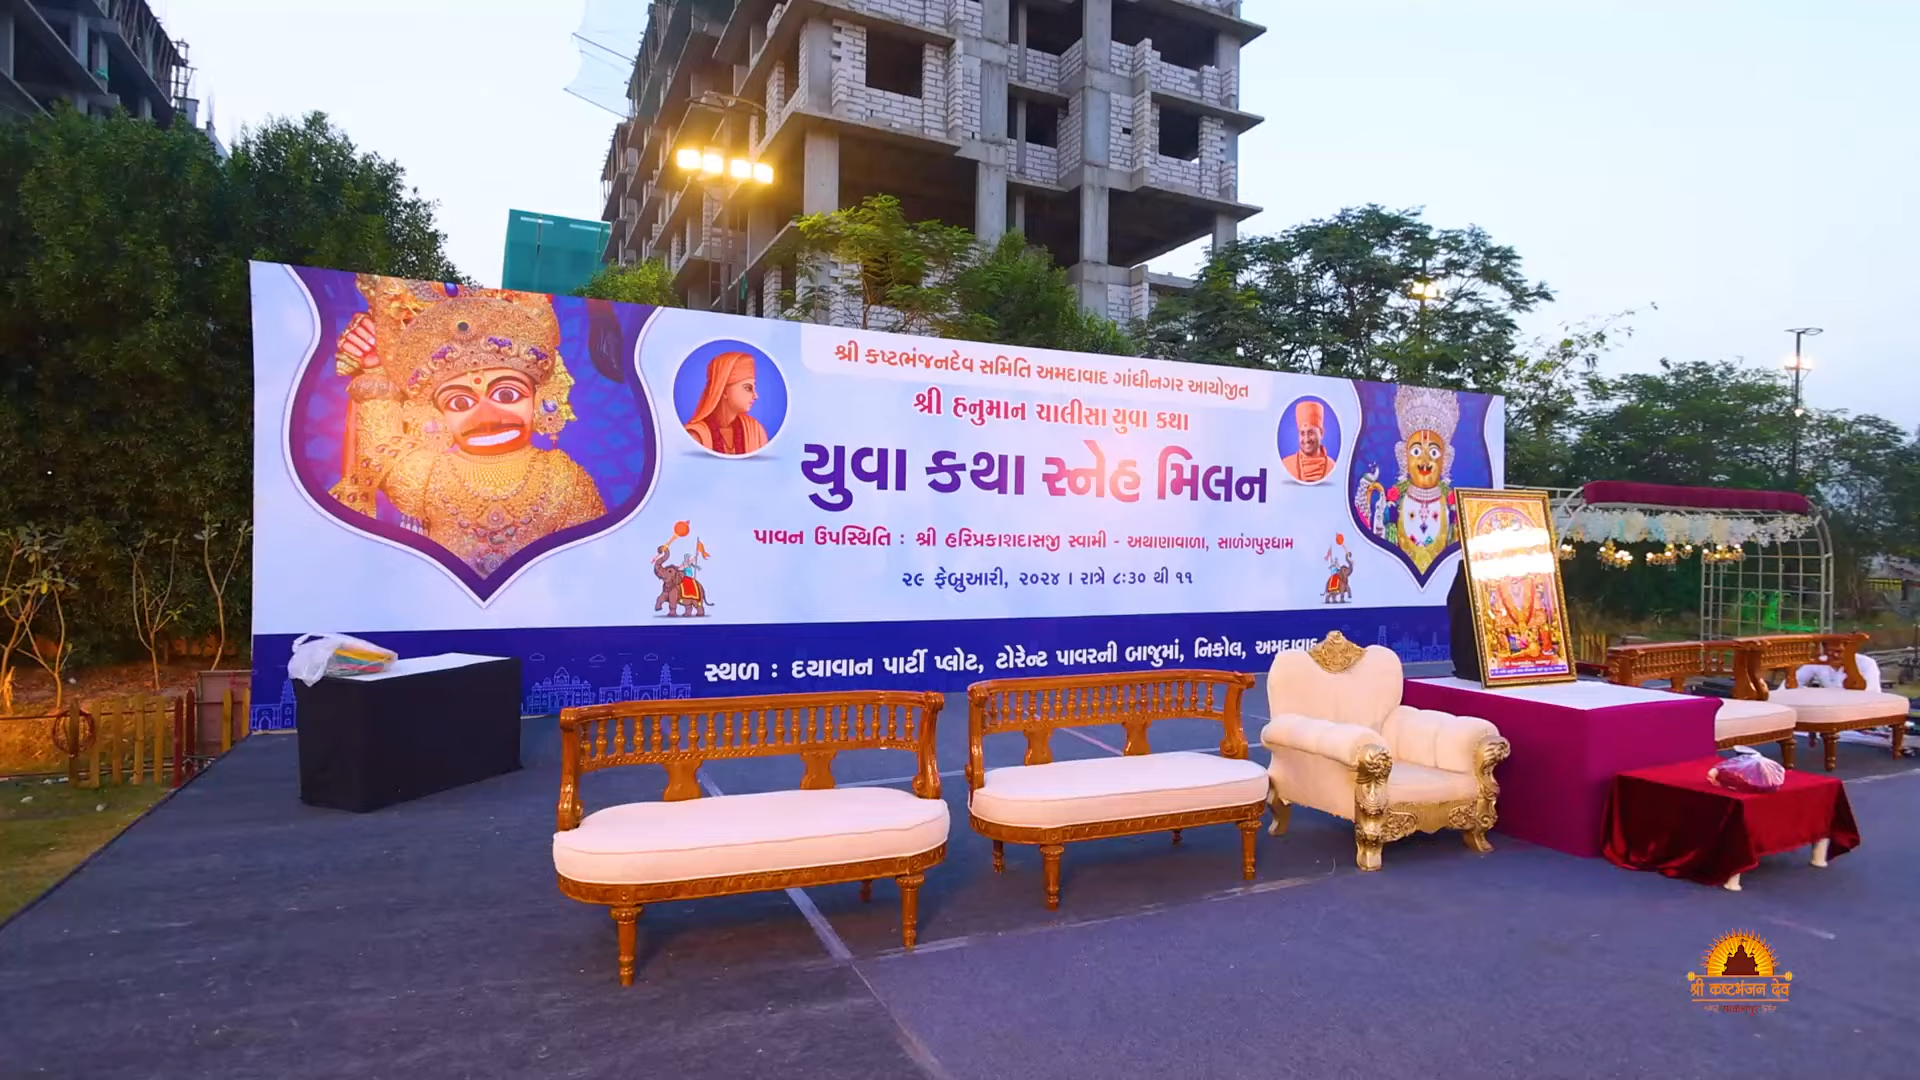 શ્રી કષ્ટભંજનદેવ સમિતિ અમદાવાદ ગાંધીનગર આયોજીત
શ્રી હનુમાન ચાલીસા યુવા કથા
યુવા કથા સ્નેહ મિલન
પાવન ઉપસ્થિતિ : શ્રી હરિપ્રકાશદાસજી સ્વામી - અથાણાવાળા, સાળંગપુરધામ
૨૯ ફેબ્રુઆરી, ૨૦૨૪ । રાત્રે ૮:૩૦ થી ૧૧
સ્થળ : દયાવાન પાર્ટી પ્લોટ, ટોરેન્ટ પાવરની બાજુમાં, નિકોલ, અમદાવાદ
श्री कष्टभंजन देव